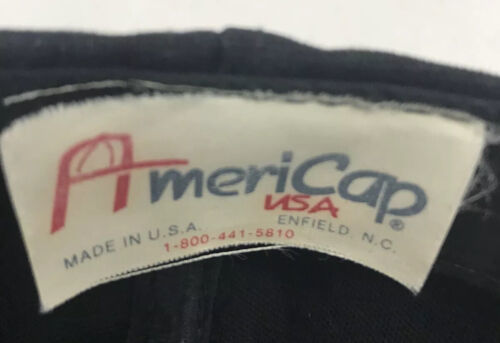 AmeriCap®
USA
MADE IN U.S.A. ENFIELD, N.C.
1-800-441-5810